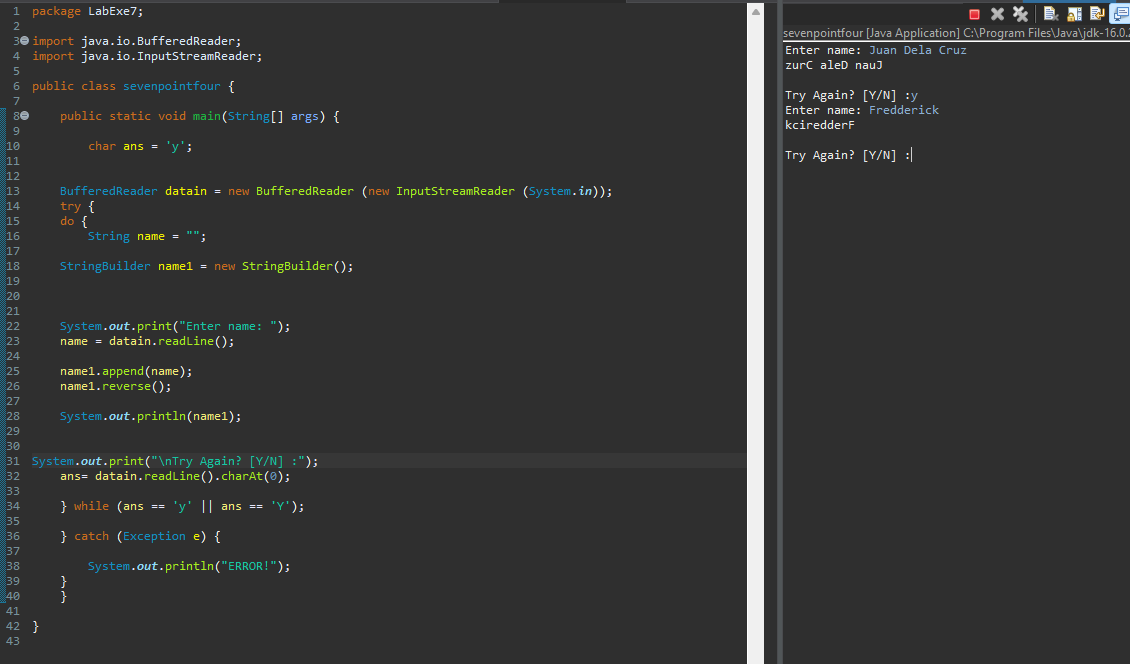 1 package LabExe7;
2
3 import java.io.BufferedReader;
4 import java.io.InputStreamReader;
5
6 public class sevenpointfour {
7
8 public static void main(String[] args) {
9
10 char ans = 'y';
11
12
13 BufferedReader datain = new BufferedReader (new InputStreamReader (System.in));
14 try {
15 do {
16 String name = "";
17
18 StringBuilder name1 = new StringBuilder();
19
20
21
22 System.out.print("Enter name: ");
23 name = datain.readLine();
24
25 name1.append(name);
26 name1.reverse();
27
28 System.out.println(name1);
29
30
31 System.out.print("\nTry Again? [Y/N] :");
32 ans= datain.readLine().charAt(0);
33
34 } while (ans == 'y' || ans == 'Y');
35
36 } catch (Exception e) {
37
38 System.out.println("ERROR!");
39 }
40 }
41
42 }
43
sevenpointfour [Java Application] C:\Program Files\Java\jdk-16.0.2
Enter name: Juan Dela Cruz
zurC aleD nauJ
Try Again? [Y/N] :y
Enter name: Fredderick
kcirredderF
Try Again? [Y/N] :